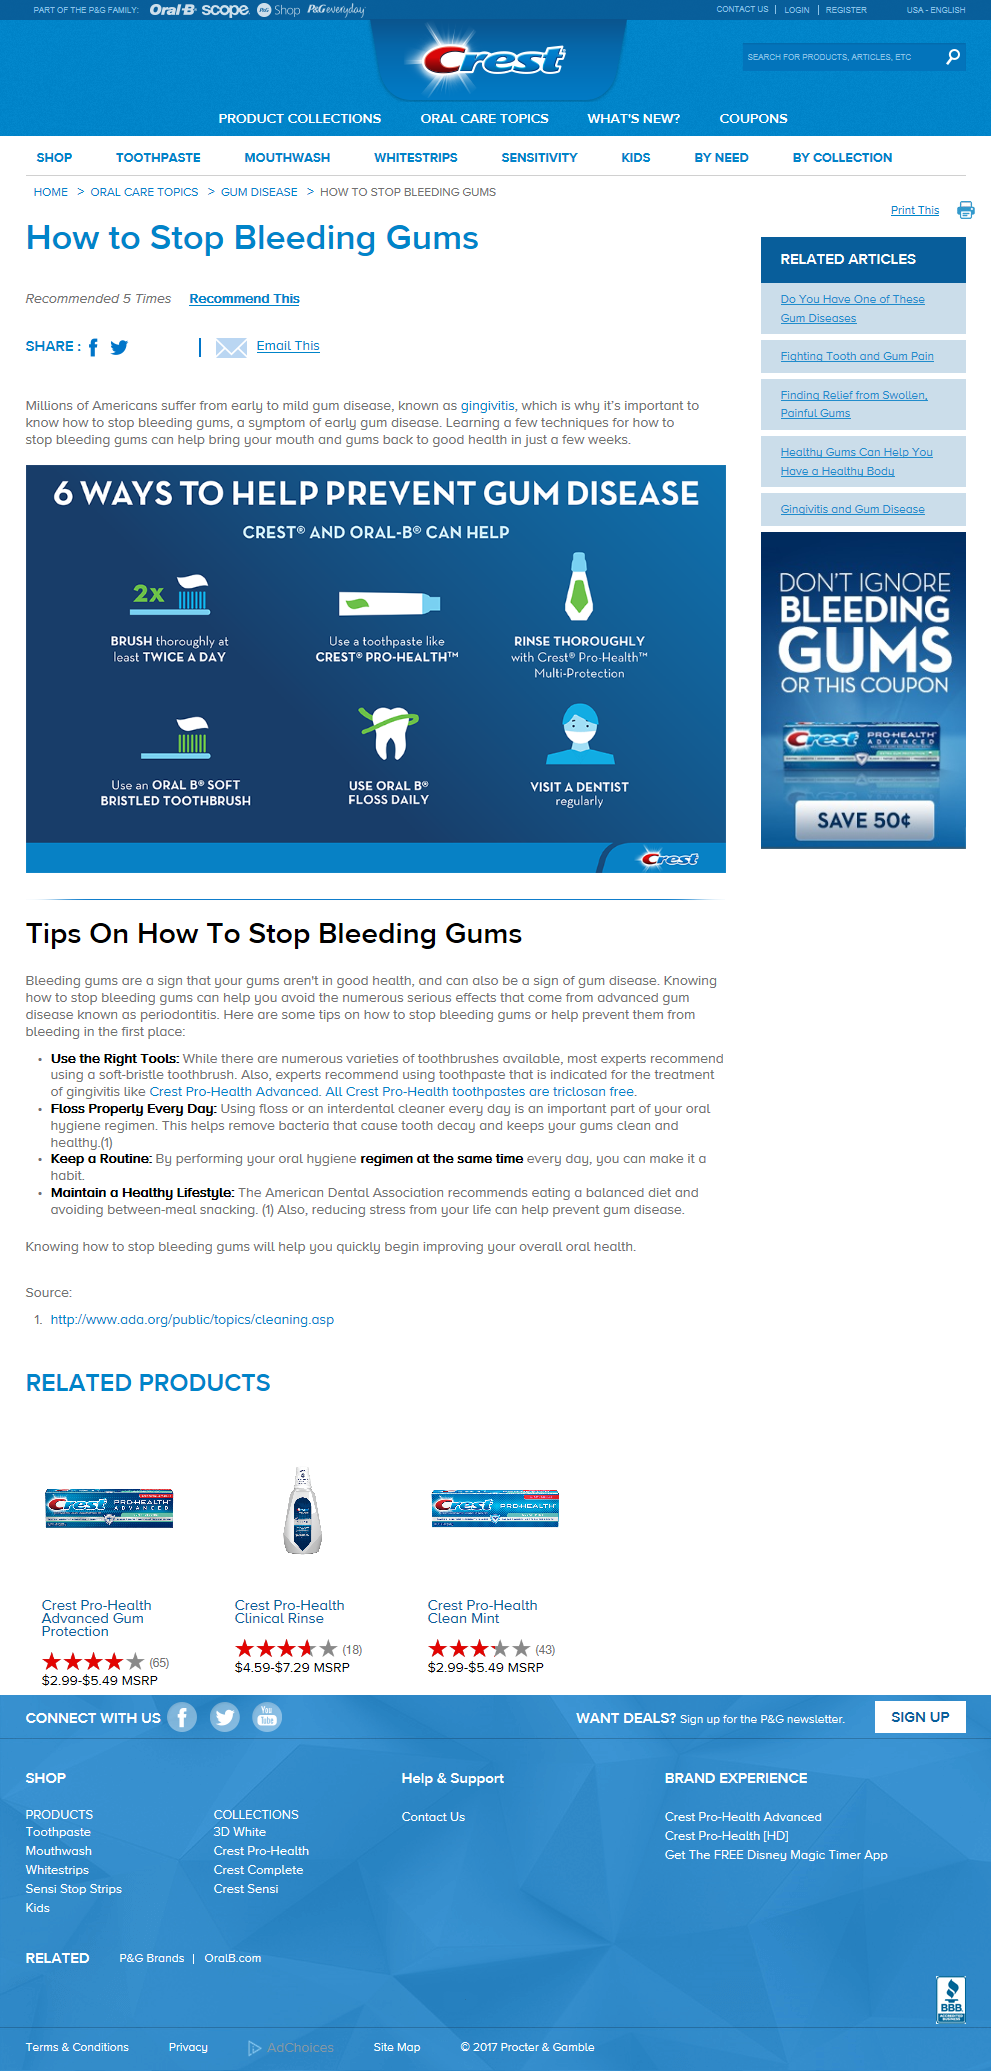 PART OF THE P&G FAMILY: Oral-B scope P&G Shop P&G everyday
CONTACT US | LOGIN | REGISTER USA - ENGLISH
Crest
SEARCH FOR PRODUCTS, ARTICLES, ETC
PRODUCT COLLECTIONS ORAL CARE TOPICS WHAT'S NEW? COUPONS
SHOP TOOTHPASTE MOUTHWASH WHITESTRIPS SENSITIVITY KIDS BY NEED BY COLLECTION
HOME > ORAL CARE TOPICS > GUM DISEASE > HOW TO STOP BLEEDING GUMS
Print This
How to Stop Bleeding Gums
Recommended 5 Times Recommend This
SHARE : | Email This
Millions of Americans suffer from early to mild gum disease, known as gingivitis, which is why it's important to
know how to stop bleeding gums, a symptom of early gum disease. Learning a few techniques for how to
stop bleeding gums can help bring your mouth and gums back to good health in just a few weeks.
6 WAYS TO HELP PREVENT GUM DISEASE
CREST® AND ORAL-B® CAN HELP
2x
BRUSH thoroughly at
least TWICE A DAY
Use a toothpaste like
CREST® PRO-HEALTH™
RINSE THOROUGHLY
with Crest® Pro-Health™
Multi-Protection
Use an ORAL B® SOFT
BRISTLED TOOTHBRUSH
USE ORAL B®
FLOSS DAILY
VISIT A DENTIST
regularly
Crest
RELATED ARTICLES
Do You Have One of These
Gum Diseases
Fighting Tooth and Gum Pain
Finding Relief from Swollen,
Painful Gums
Healthy Gums Can Help You
Have a Healthy Body
Gingivitis and Gum Disease
DON'T IGNORE
BLEEDING
GUMS
OR THIS COUPON
Crest PRO-HEALTH
ADVANCED
SAVE 50¢
Tips On How To Stop Bleeding Gums
Bleeding gums are a sign that your gums aren't in good health, and can also be a sign of gum disease. Knowing
how to stop bleeding gums can help you avoid the numerous serious effects that come from advanced gum
disease known as periodontitis. Here are some tips on how to stop bleeding gums or help prevent them from
bleeding in the first place:
• Use the Right Tools: While there are numerous varieties of toothbrushes available, most experts recommend
using a soft-bristle toothbrush. Also, experts recommend using toothpaste that is indicated for the treatment
of gingivitis like Crest Pro-Health Advanced. All Crest Pro-Health toothpastes are triclosan free.
• Floss Properly Every Day: Using floss or an interdental cleaner every day is an important part of your oral
hygiene regimen. This helps remove bacteria that cause tooth decay and keeps your gums clean and
healthy.(1)
• Keep a Routine: By performing your oral hygiene regimen at the same time every day, you can make it a
habit.
• Maintain a Healthy Lifestyle: The American Dental Association recommends eating a balanced diet and
avoiding between-meal snacking. (1) Also, reducing stress from your life can help prevent gum disease.
Knowing how to stop bleeding gums will help you quickly begin improving your overall oral health.
Source:
1. http://www.ada.org/public/topics/cleaning.asp
RELATED PRODUCTS
Crest PRO-HEALTH
ADVANCED
Crest PRO-HEALTH
Crest Pro-Health
Advanced Gum
Protection
(65)
$2.99-$5.49 MSRP
Crest Pro-Health
Clinical Rinse
(18)
$4.59-$7.29 MSRP
Crest Pro-Health
Clean Mint
(43)
$2.99-$5.49 MSRP
CONNECT WITH US You Tube
WANT DEALS? Sign up for the P&G newsletter. SIGN UP
SHOP
PRODUCTS
Toothpaste
Mouthwash
Whitestrips
Sensi Stop Strips
Kids
COLLECTIONS
3D White
Crest Pro-Health
Crest Complete
Crest Sensi
Help & Support
Contact Us
BRAND EXPERIENCE
Crest Pro-Health Advanced
Crest Pro-Health [HD]
Get The FREE Disney Magic Timer App
RELATED P&G Brands | OralB.com
BBB
ACCREDITED
BUSINESS
Terms & Conditions Privacy AdChoices Site Map © 2017 Procter & Gamble